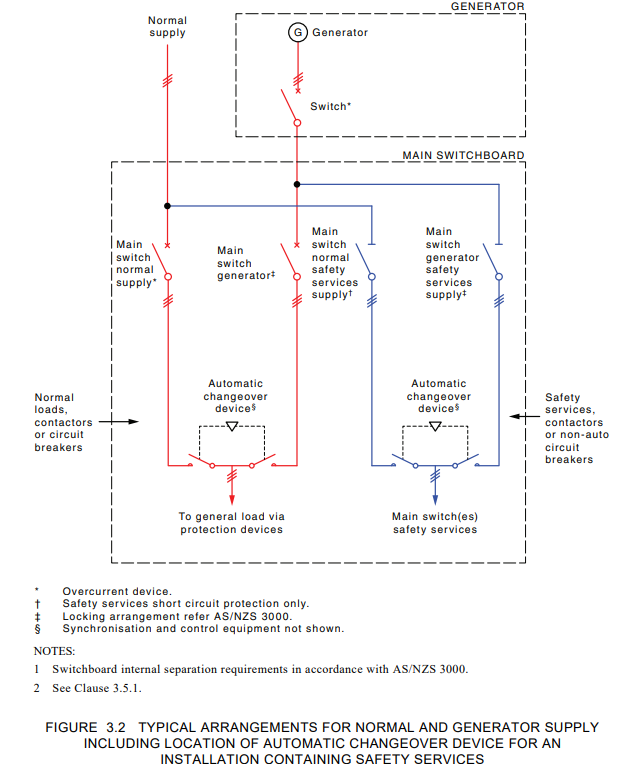 GENERATOR
Normal
supply
G
Generator
Switch*
MAIN SWITCHBOARD
Main
switch
normal
supply*
Main
switch
generator‡
Main
switch
normal
safety
services
supply†
Main
switch
generator
safety
services
supply‡
Normal
loads,
contactors
or circuit
breakers
Automatic
changeover
device§
Automatic
changeover
device§
Safety
services,
contactors
or non-auto
circuit
breakers
To general load via
protection devices
Main switch(es)
safety services
* Overcurrent device.
† Safety services short circuit protection only.
‡ Locking arrangement refer AS/NZS 3000.
§ Synchronisation and control equipment not shown.
NOTES:
1 Switchboard internal separation requirements in accordance with AS/NZS 3000.
2 See Clause 3.5.1.
FIGURE 3.2 TYPICAL ARRANGEMENTS FOR NORMAL AND GENERATOR SUPPLY
INCLUDING LOCATION OF AUTOMATIC CHANGEOVER DEVICE FOR AN
INSTALLATION CONTAINING SAFETY SERVICES